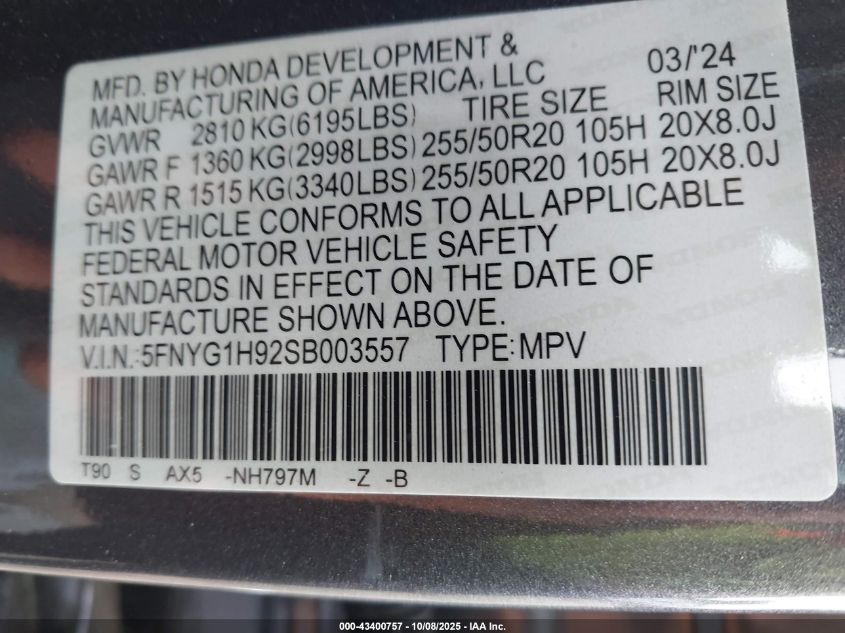 MFD. BY HONDA DEVELOPMENT & 03/'24
MANUFACTURING OF AMERICA, LLC
GVWR 2810 KG(6195LBS) TIRE SIZE RIM SIZE
GAWR F 1360 KG(2998LBS) 255/50R20 105H 20X8.0J
GAWR R 1515 KG(3340LBS) 255/50R20 105H 20X8.0J
THIS VEHICLE CONFORMS TO ALL APPLICABLE
FEDERAL MOTOR VEHICLE SAFETY
STANDARDS IN EFFECT ON THE DATE OF
MANUFACTURE SHOWN ABOVE.
V.I.N.:5FNYG1H92SB003557 TYPE:MPV
T90 S AX5 -NH797M -Z -B
000-43400757 - 10/08/2025 - IAA Inc.